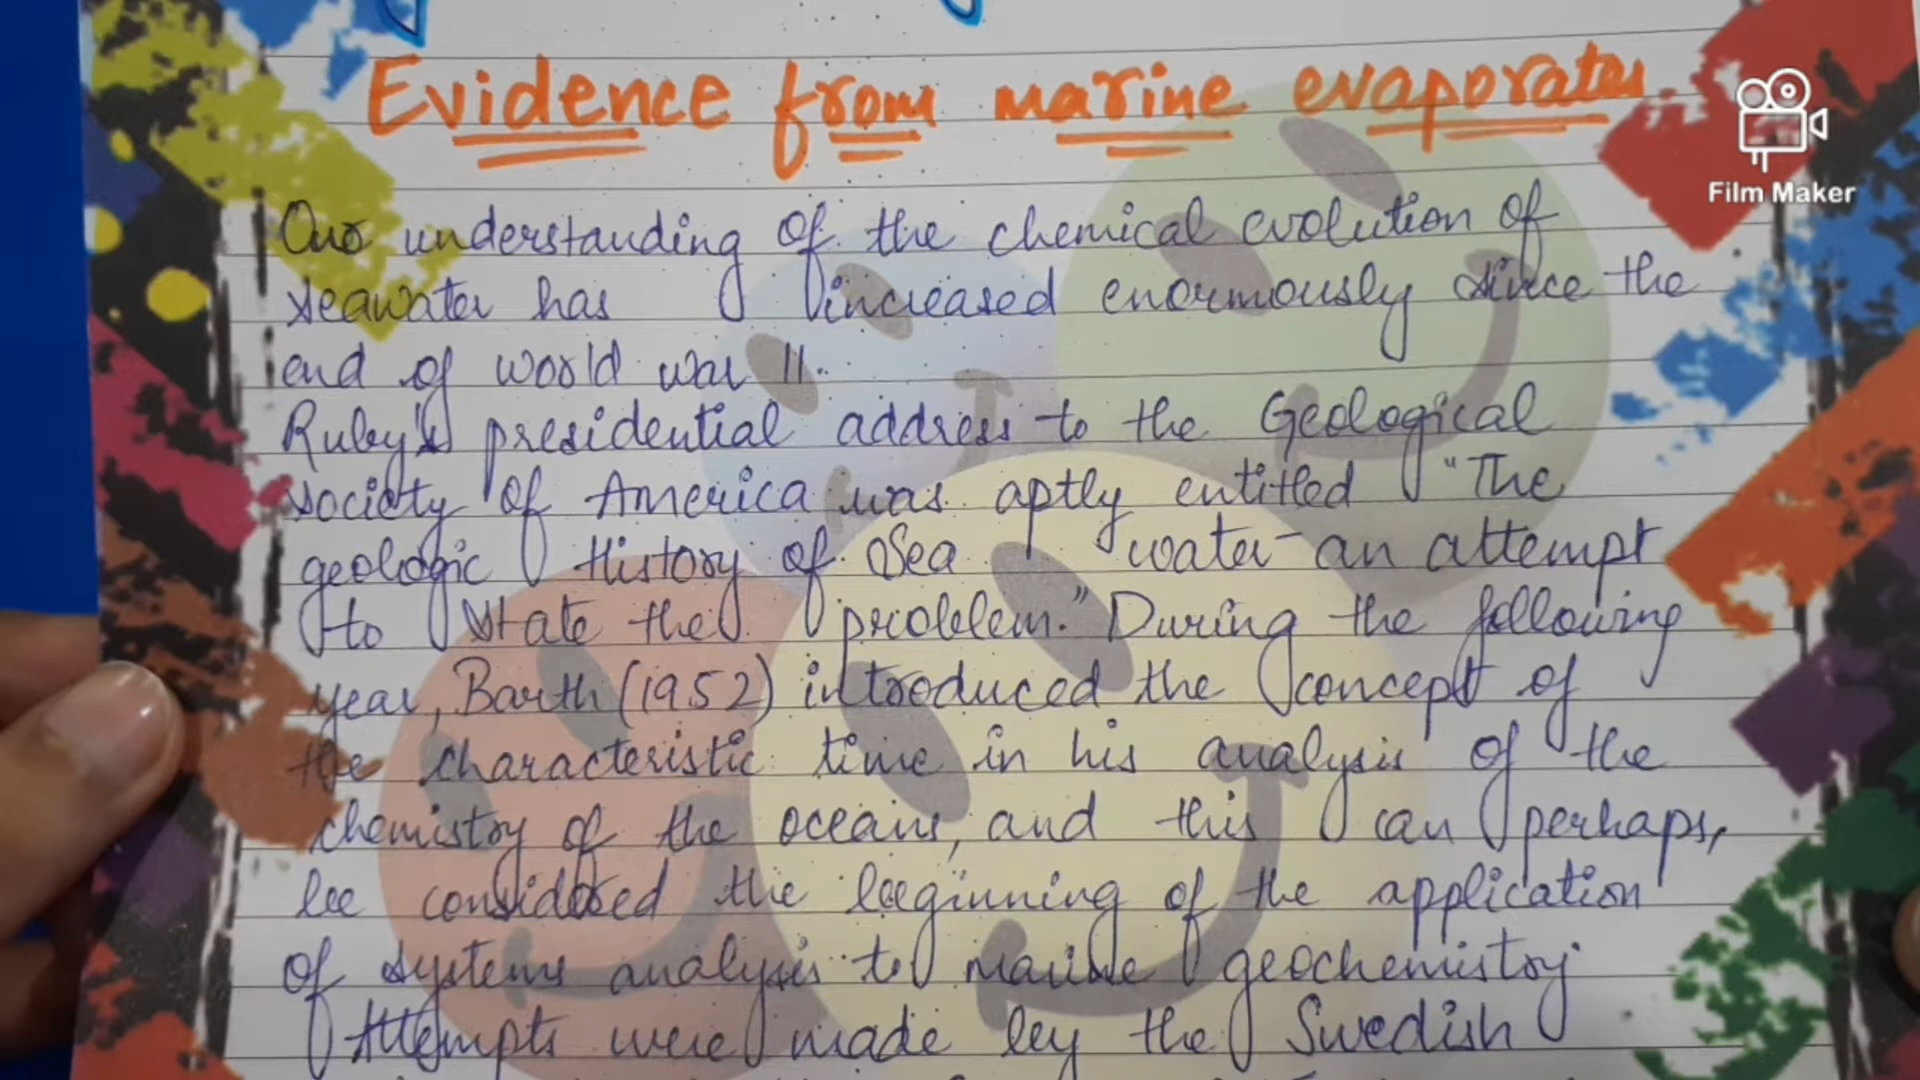 Evidence from marine evaporates
Film Maker
Our understanding of the chemical evolution of
seawater has increased enormously since the
end of world war II.
Ruby's presidential address to the Geological
society of America was aptly entitled "The
geologic History of Sea water - an attempt
to state the problem." During the following
year, Barth (1952) introduced the concept of
the characteristic time in his analysis of the
chemistry of the oceans, and this can perhaps,
be considered the beginning of the application
of systems analysis to marine geochemistry
Attempts were made by the Swedish